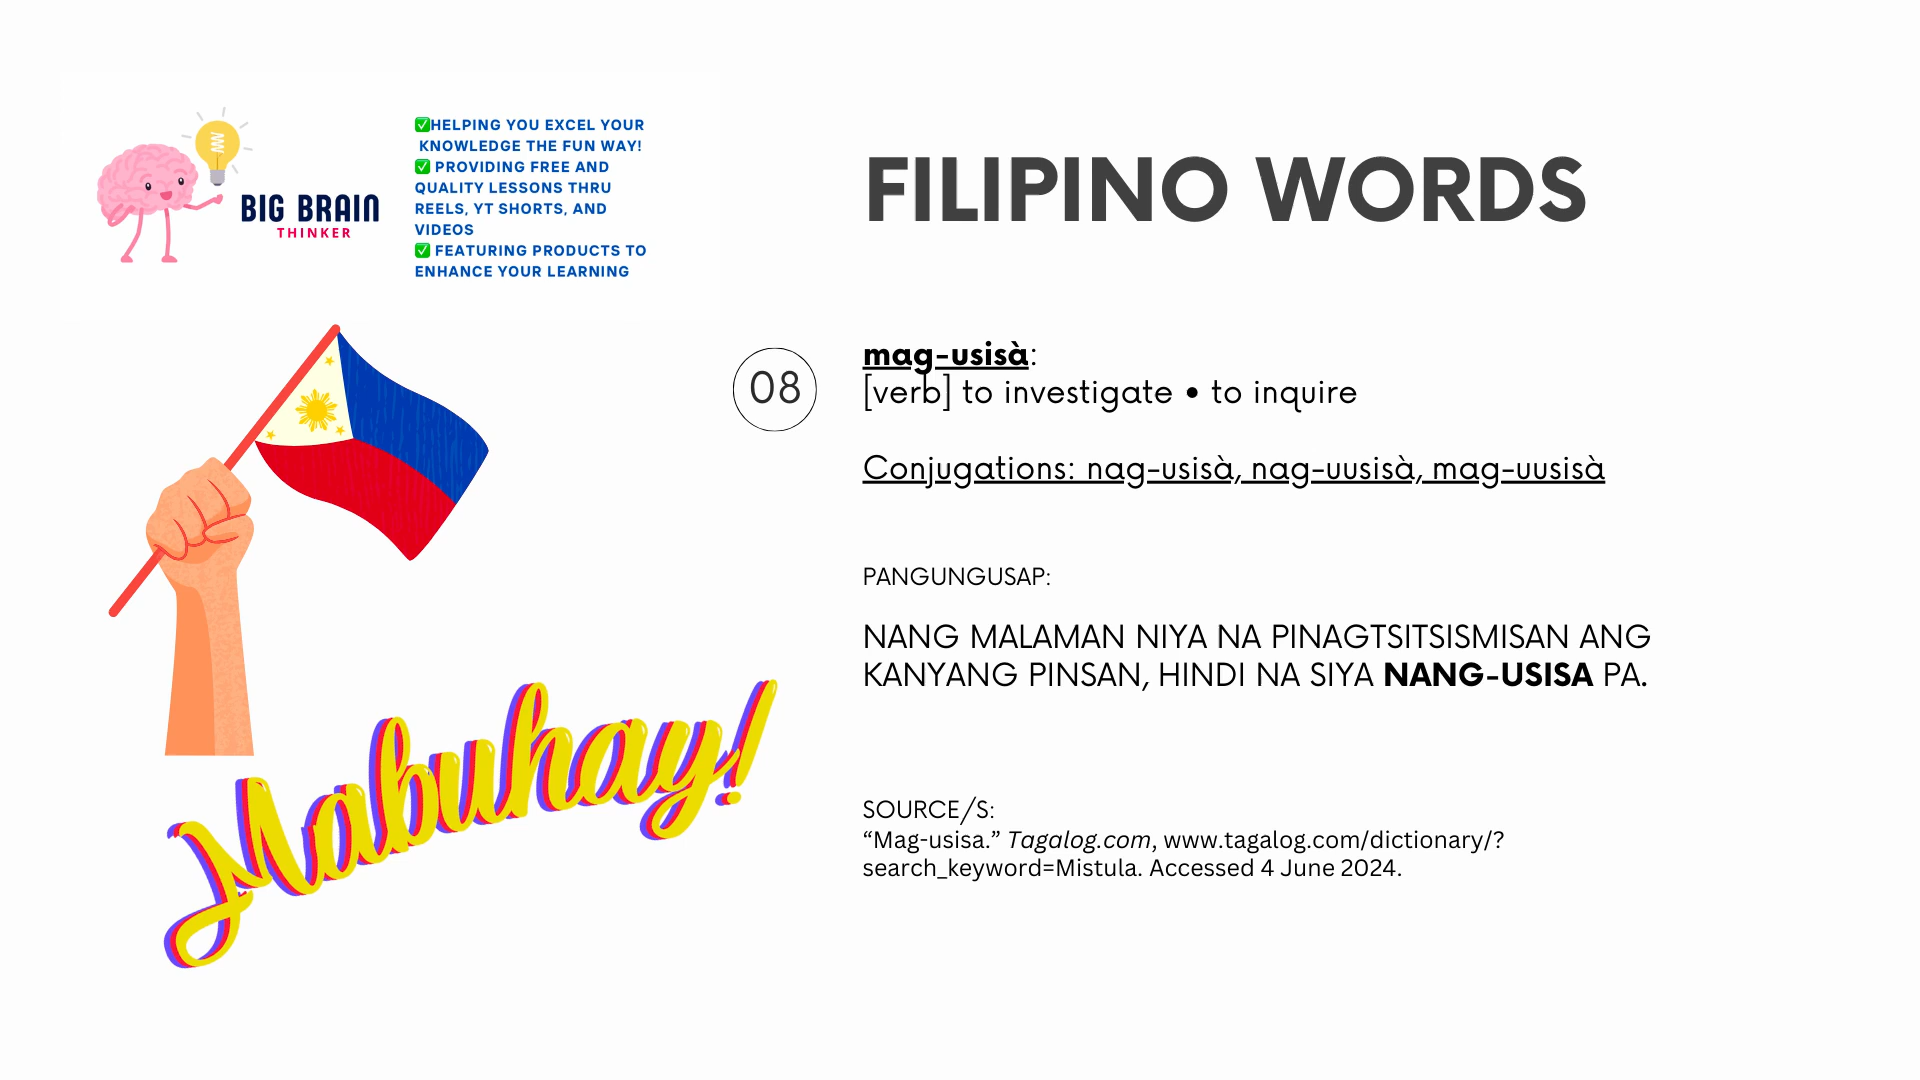 ✅HELPING YOU EXCEL YOUR
KNOWLEDGE THE FUN WAY!
✅ PROVIDING FREE AND
QUALITY LESSONS THRU
REELS, YT SHORTS, AND
VIDEOS
✅ FEATURING PRODUCTS TO
ENHANCE YOUR LEARNING
BIG BRAIN
THINKER
FILIPINO WORDS
08
mag-usisà:
[verb] to investigate • to inquire
Conjugations: nag-usisà, nag-uusisà, mag-uusisà
PANGUNGUSAP:
NANG MALAMAN NIYA NA PINAGTSITSISMISAN ANG
KANYANG PINSAN, HINDI NA SIYA NANG-USISA PA.
Mabuhay!
SOURCE/S:
“Mag-usisa.” Tagalog.com, www.tagalog.com/dictionary/?
search_keyword=Mistula. Accessed 4 June 2024.